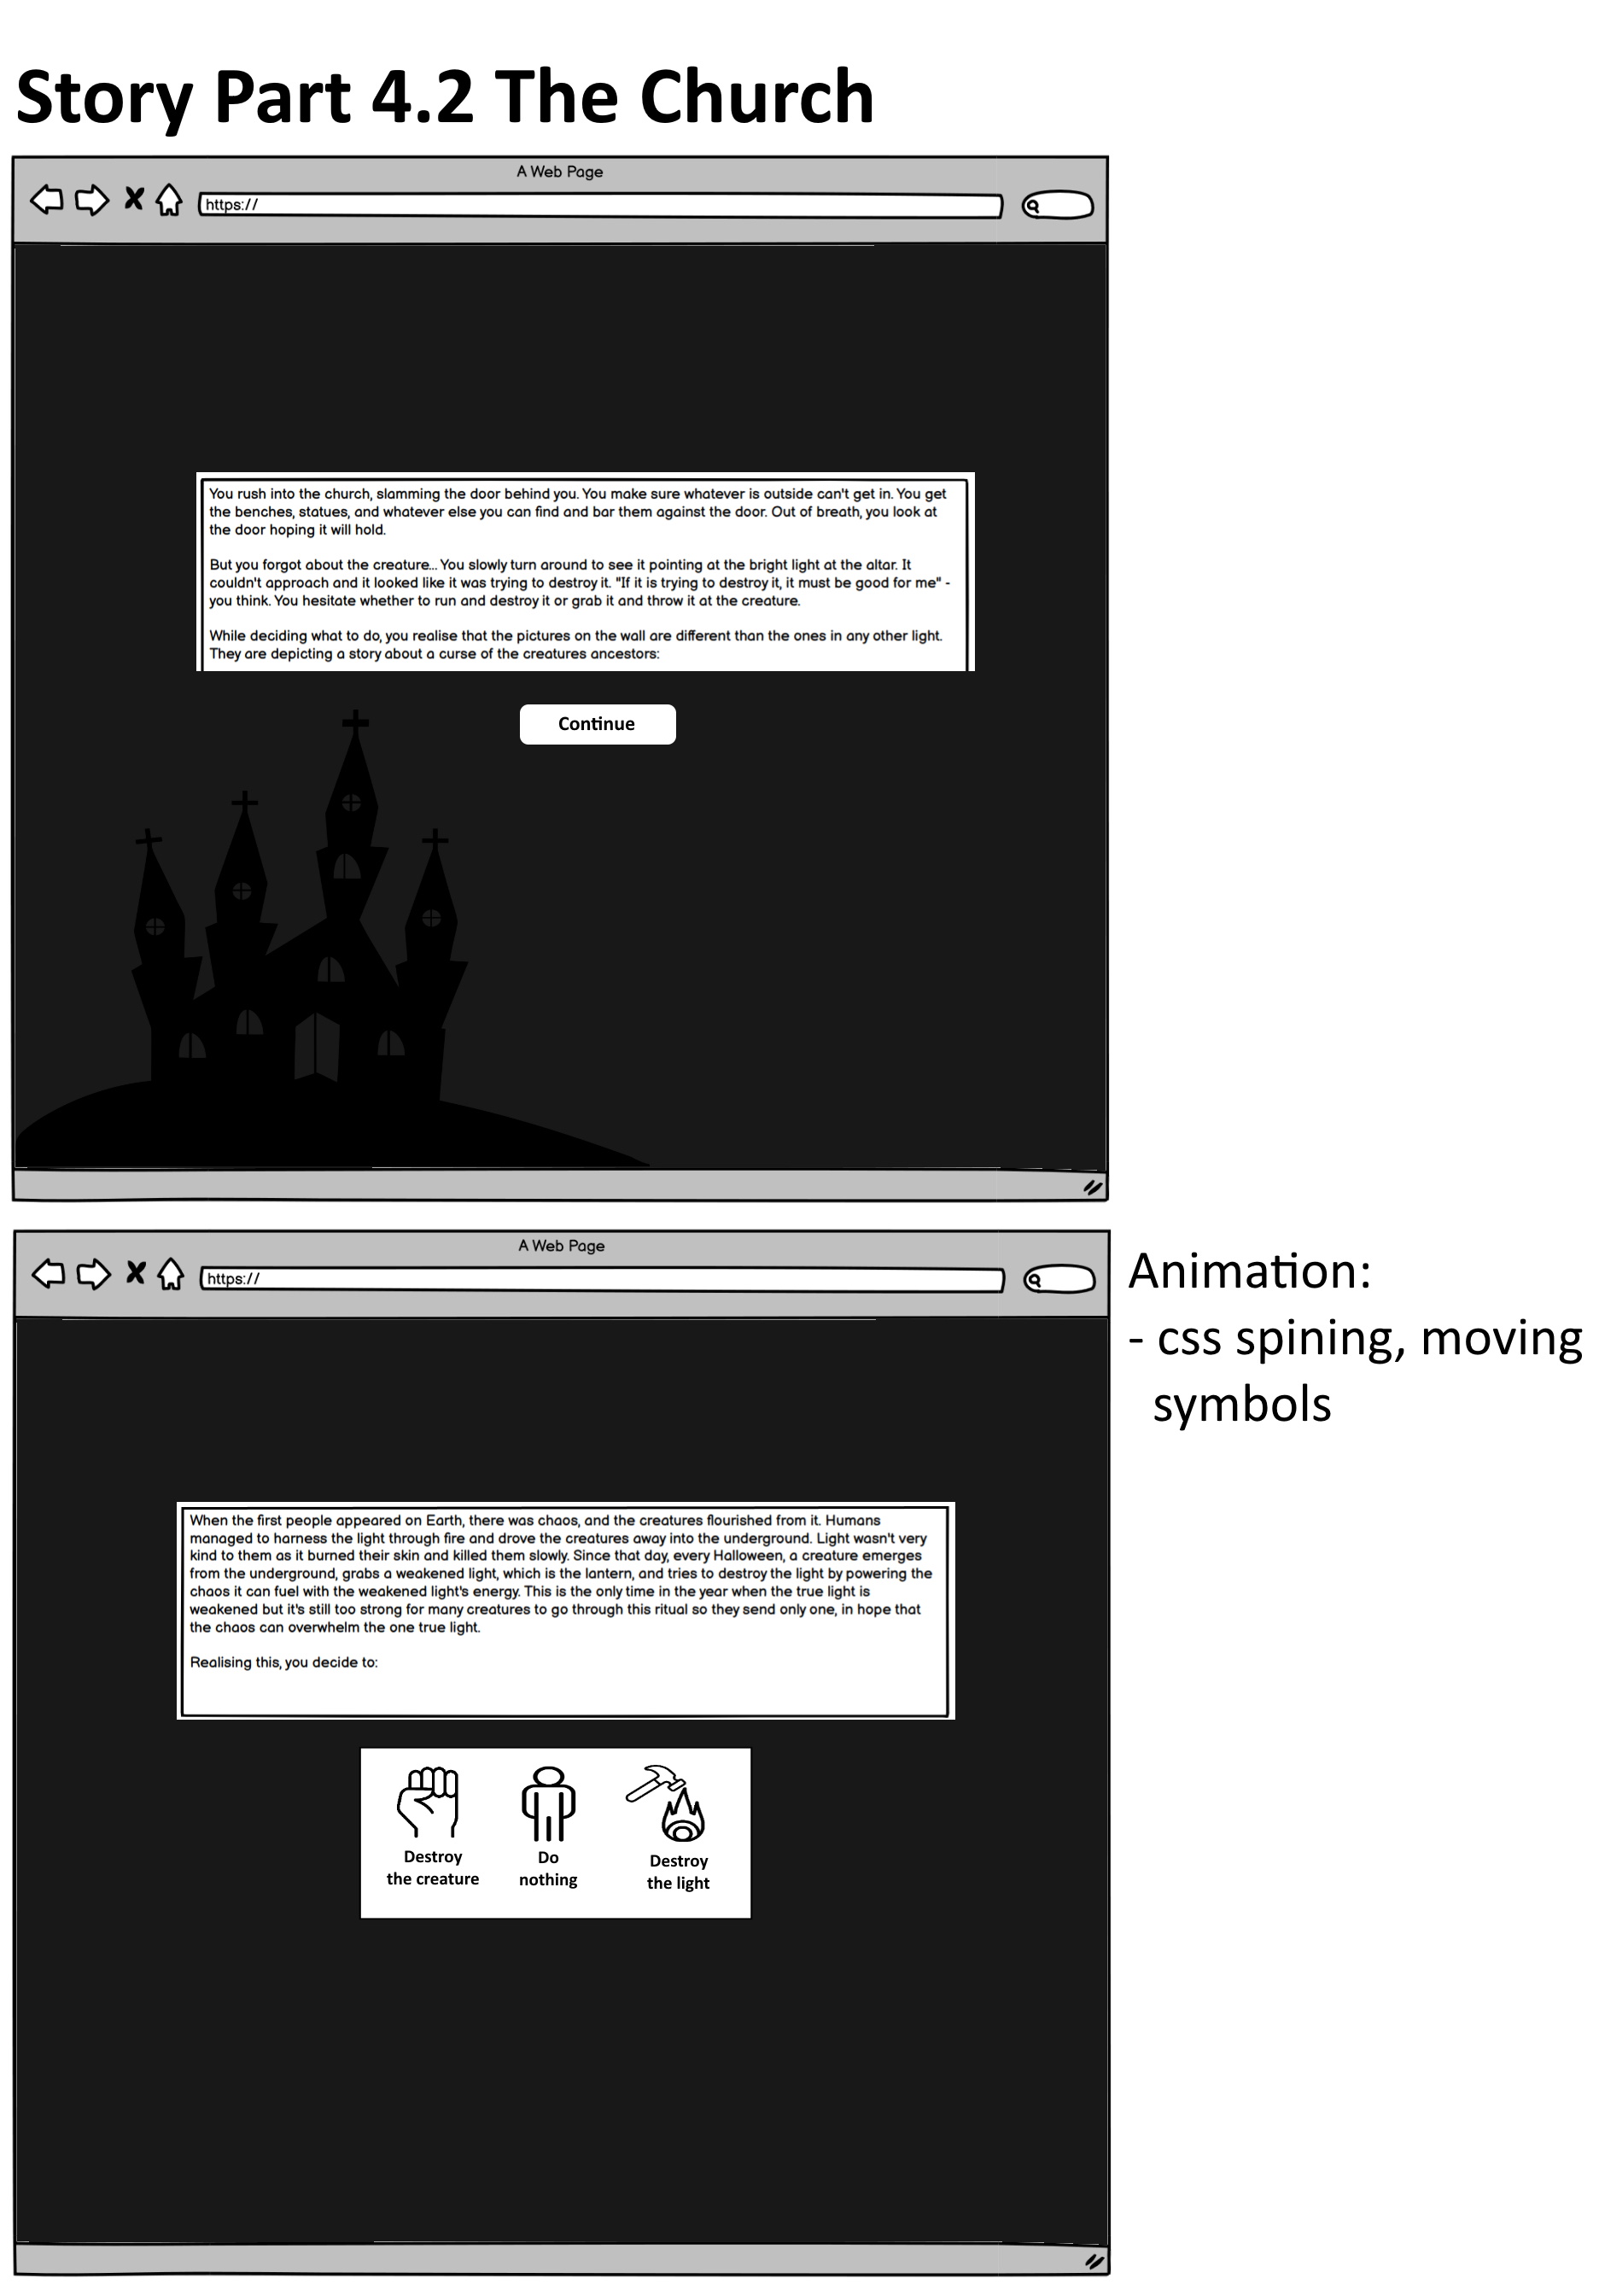 Story Part 4.2 The Church
A Web Page
https://
You rush into the church, slamming the door behind you. You make sure whatever is outside can't get in. You get
the benches, statues, and whatever else you can find and bar them against the door. Out of breath, you look at
the door hoping it will hold.
But you forgot about the creature... You slowly turn around to see it pointing at the bright light at the altar. It
couldn't approach and it looked like it was trying to destroy it. "If it is trying to destroy it, it must be good for me" -
you think. You hesitate whether to run and destroy it or grab it and throw it at the creature.
While deciding what to do, you realise that the pictures on the wall are different than the ones in any other light.
They are depicting a story about a curse of the creatures ancestors:
Continue
A Web Page
https://
Animation:
- css spining, moving
symbols
When the first people appeared on Earth, there was chaos, and the creatures flourished from it. Humans
managed to harness the light through fire and drove the creatures away into the underground. Light wasn't very
kind to them as it burned their skin and killed them slowly. Since that day, every Halloween, a creature emerges
from the underground, grabs a weakened light, which is the lantern, and tries to destroy the light by powering the
chaos it can fuel with the weakened light's energy. This is the only time in the year when the true light is
weakened but it's still too strong for many creatures to go through this ritual so they send only one, in hope that
the chaos can overwhelm the one true light.
Realising this, you decide to:
Destroy
the creature
Do
nothing
Destroy
the light